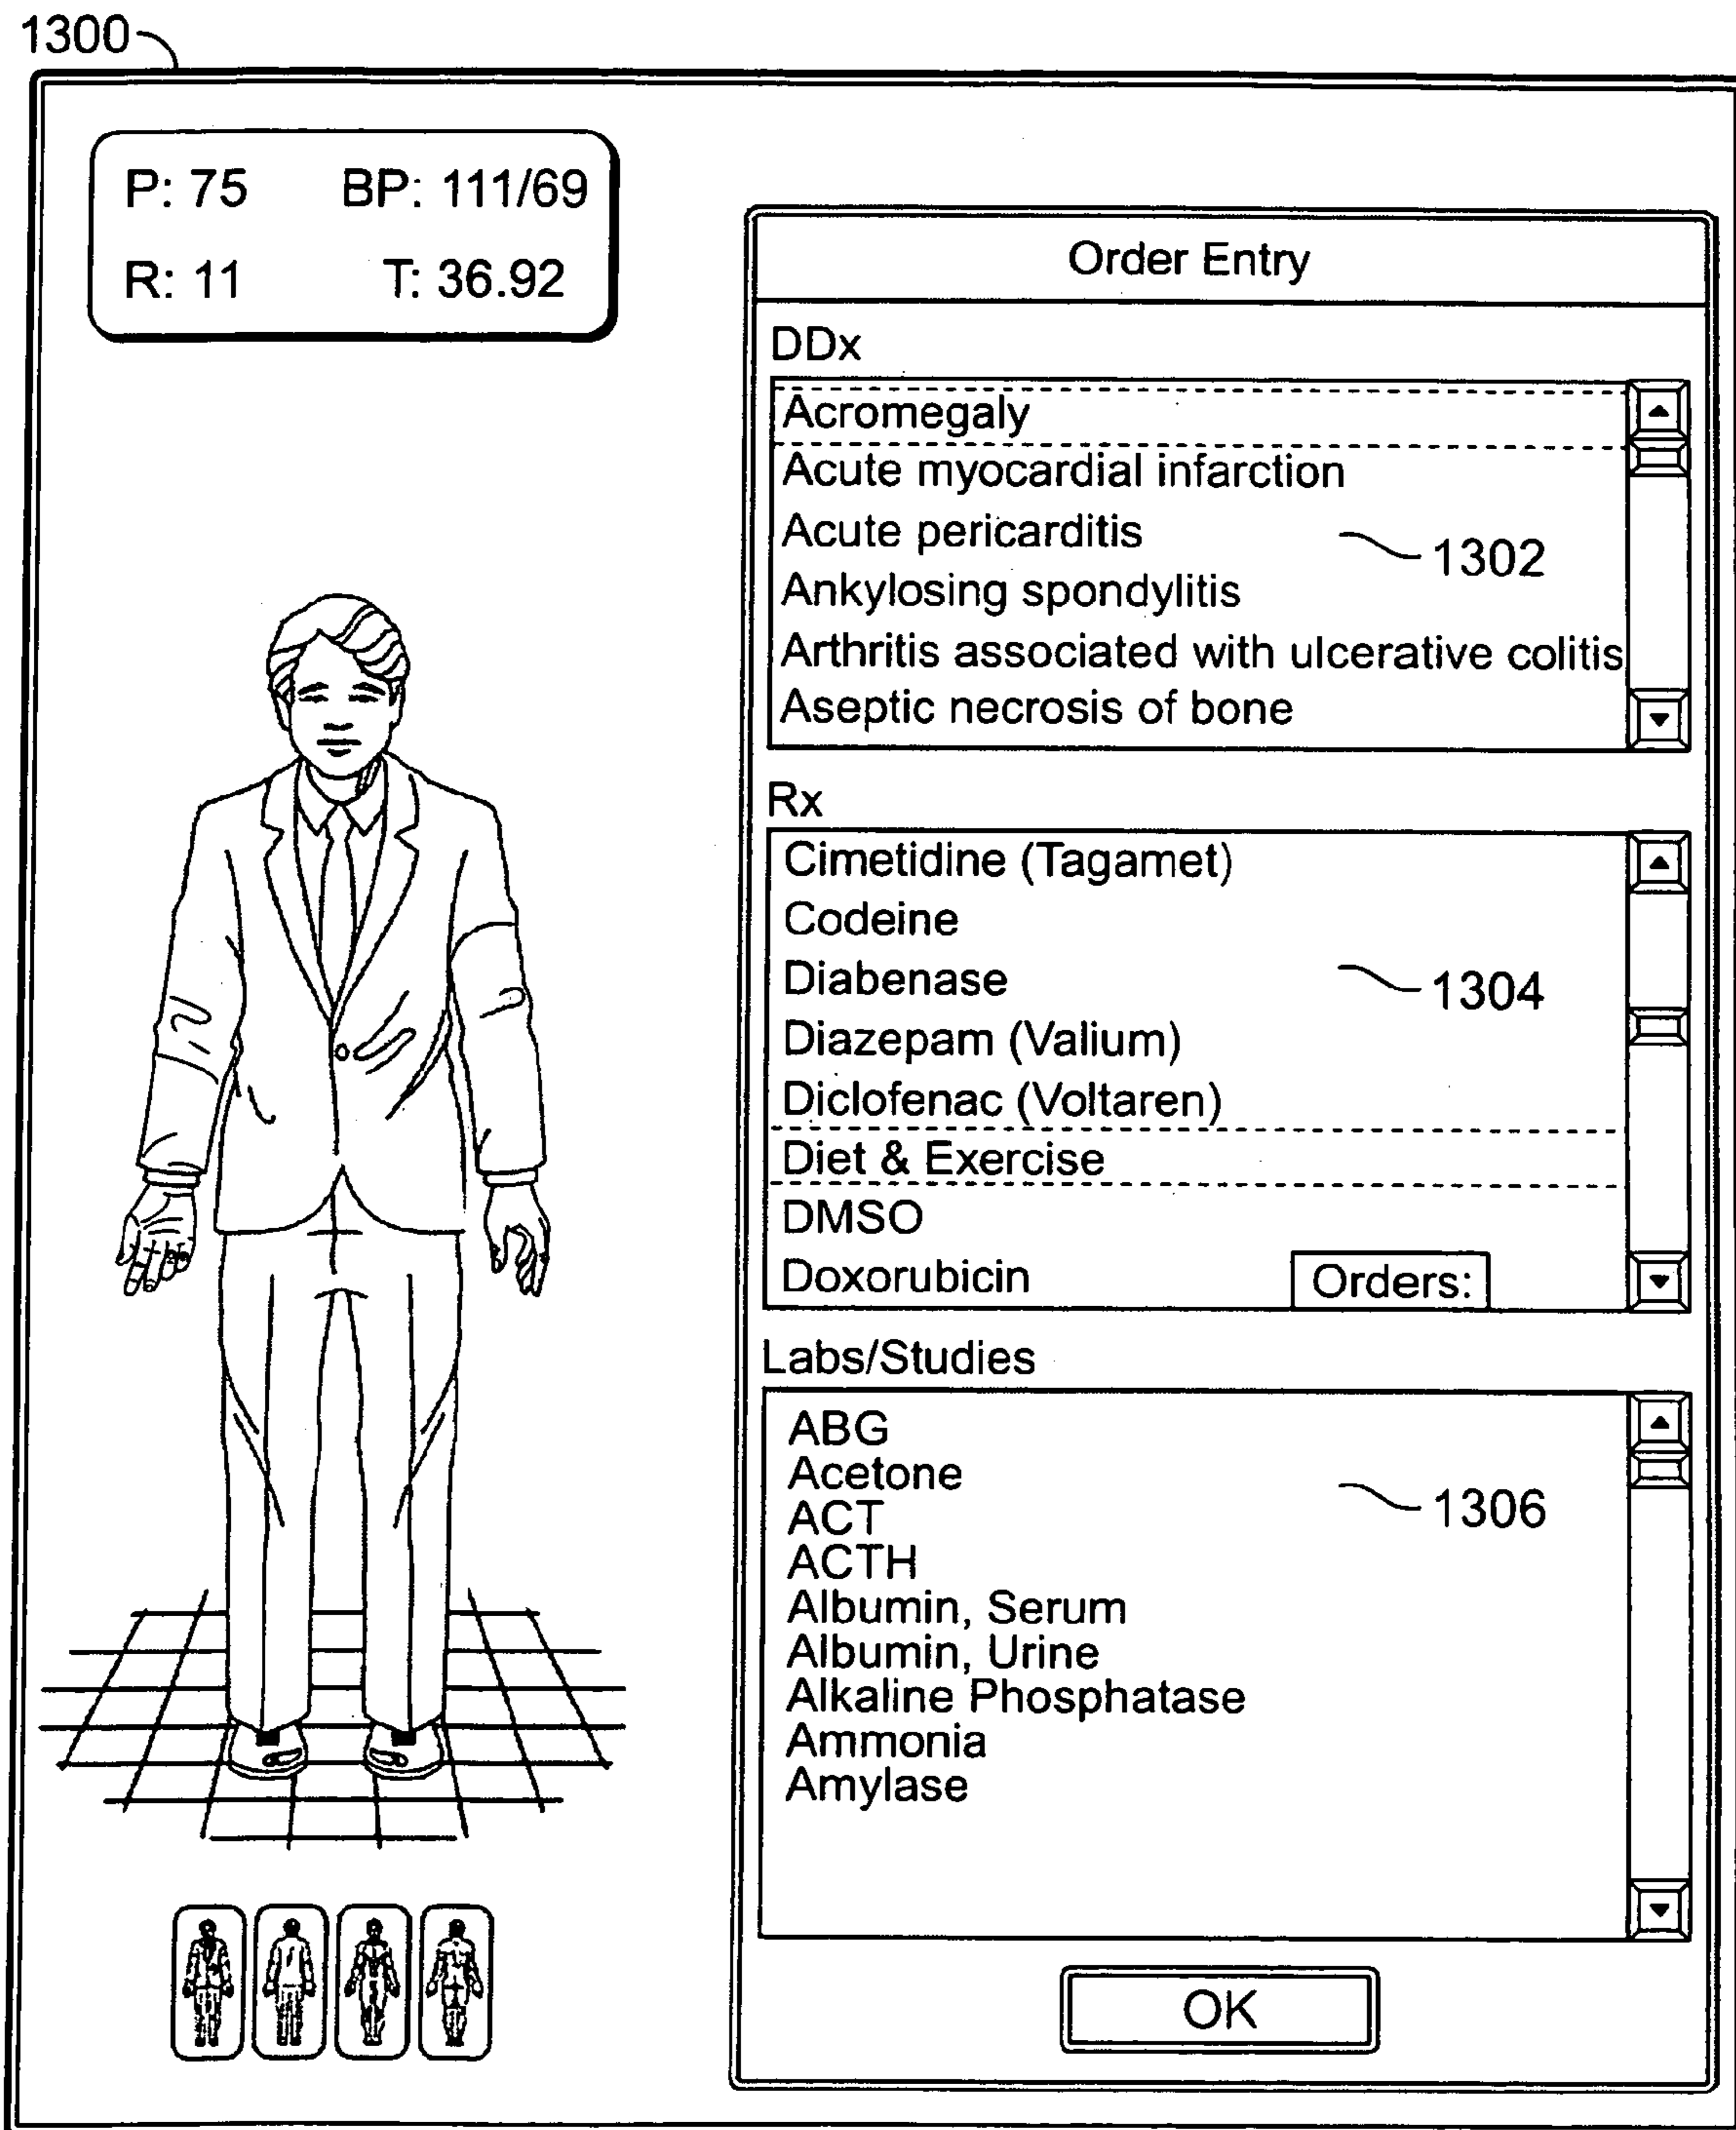 1300
P: 75 BP: 111/69
R: 11 T: 36.92
Order Entry
DDx
Acromegaly
Acute myocardial infarction
Acute pericarditis
1302
Ankylosing spondylitis
Arthritis associated with ulcerative colitis
Aseptic necrosis of bone
Rx
Cimetidine (Tagamet)
Codeine
Diabenase
1304
Diazepam (Valium)
Diclofenac (Voltaren)
Diet & Exercise
DMSO
Doxorubicin Orders:
Labs/Studies
ABG
Acetone
1306
ACT
ACTH
Albumin, Serum
Albumin, Urine
Alkaline Phosphatase
Ammonia
Amylase
OK